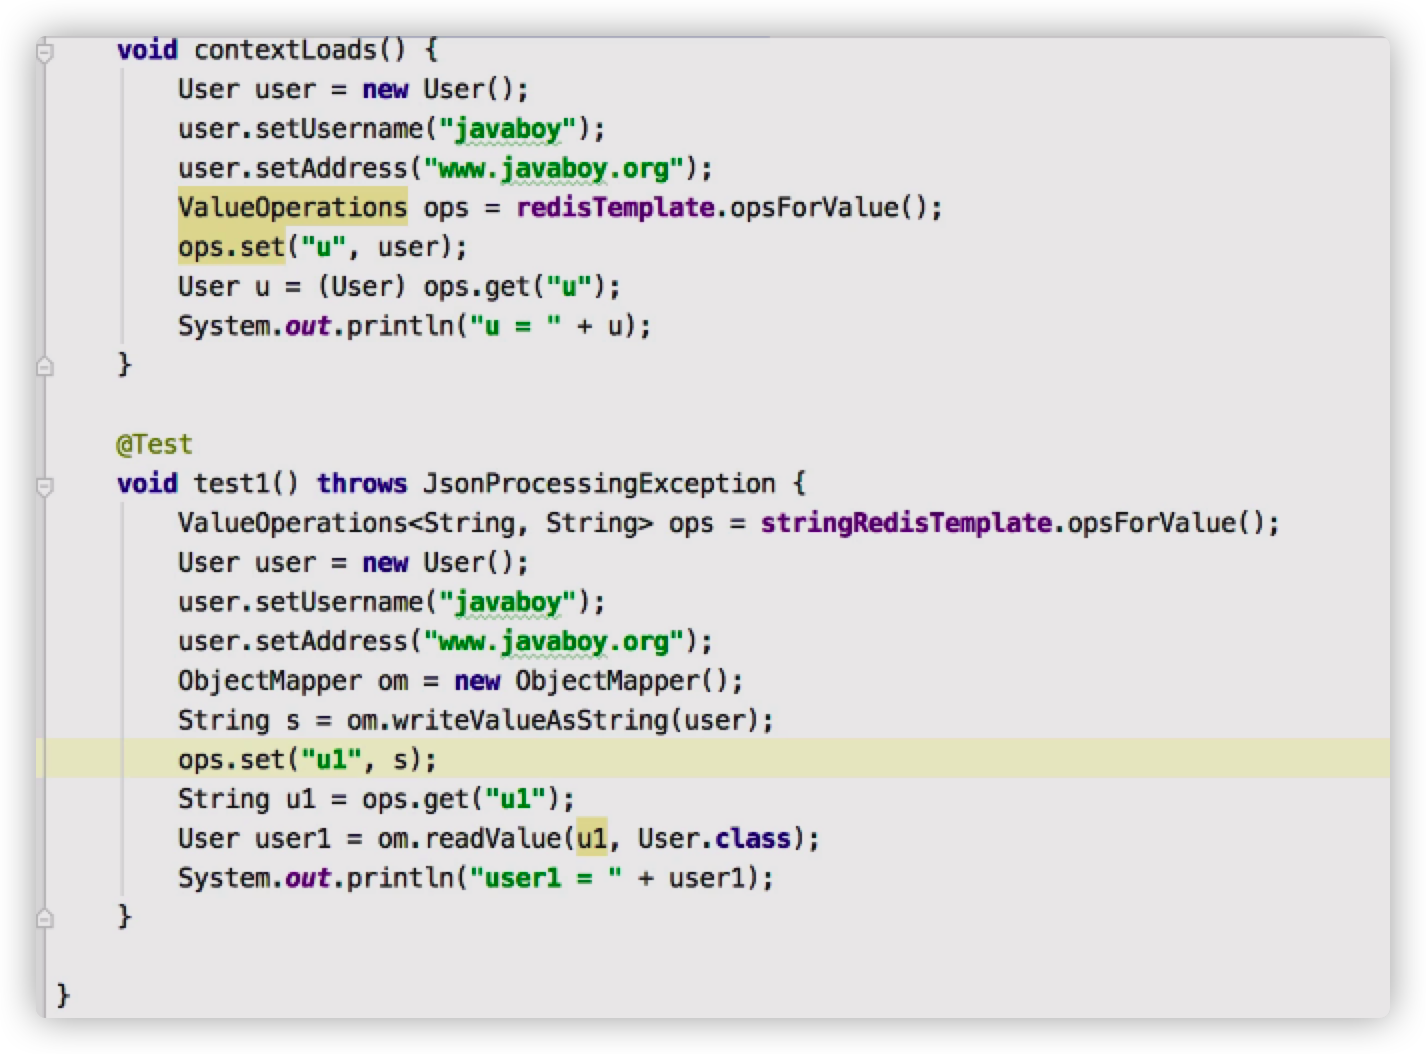 void contextLoads() {
User user = new User();
user.setUsername("javaboy");
user.setAddress("www.javaboy.org");
ValueOperations ops = redisTemplate.opsForValue();
ops.set("u", user);
User u = (User) ops.get("u");
System.out.println("u = " + u);
}
@Test
void test1() throws JsonProcessingException {
ValueOperations<String, String> ops = stringRedisTemplate.opsForValue();
User user = new User();
user.setUsername("javaboy");
user.setAddress("www.javaboy.org");
ObjectMapper om = new ObjectMapper();
String s = om.writeValueAsString(user);
ops.set("u1", s);
String u1 = ops.get("u1");
User user1 = om.readValue(u1, User.class);
System.out.println("user1 = " + user1);
}
}